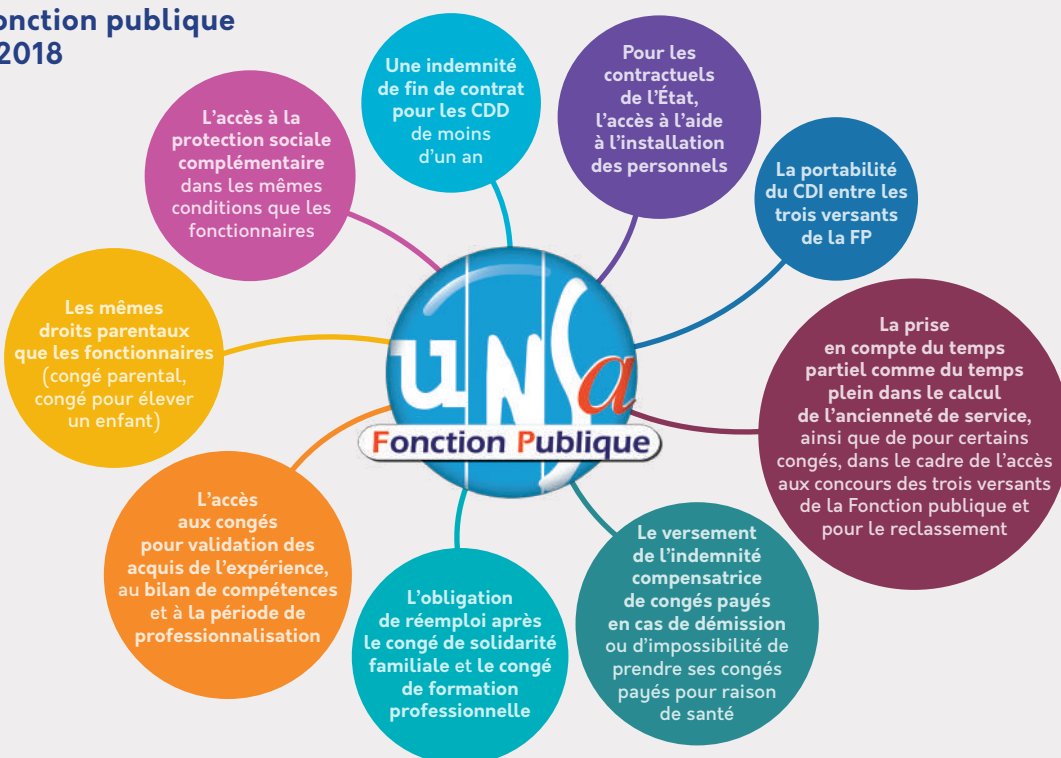 onction publique
2018
Une indemnité
de fin de contrat
pour les CDD
de moins
d'un an
Pour les
contractuels
de l'État,
l'accès à l'aide
à l'installation
des personnels
L'accès à la
protection sociale
complémentaire
dans les mêmes
conditions que les
fonctionnaires
La portabilité
du CDI entre les
trois versants
de la FP
Les mêmes
droits parentaux
que les fonctionnaires
(congé parental,
congé pour élever
un enfant)
UNSa
Fonction Publique
La prise
en compte du temps
partiel comme du temps
plein dans le calcul
de l'ancienneté de service,
ainsi que de pour certains
congés, dans le cadre de l'accès
aux concours des trois versants
de la Fonction publique et
pour le reclassement
L'accès
aux congés
pour validation des
acquis de l'expérience,
au bilan de compétences
et à la période de
professionnalisation
L'obligation
de réemploi après
le congé de solidarité
familiale et le congé
de formation
professionnelle
Le versement
de l'indemnité
compensatrice
de congés payés
en cas de démission
ou d'impossibilité de
prendre ses congés
payés pour raison
de santé